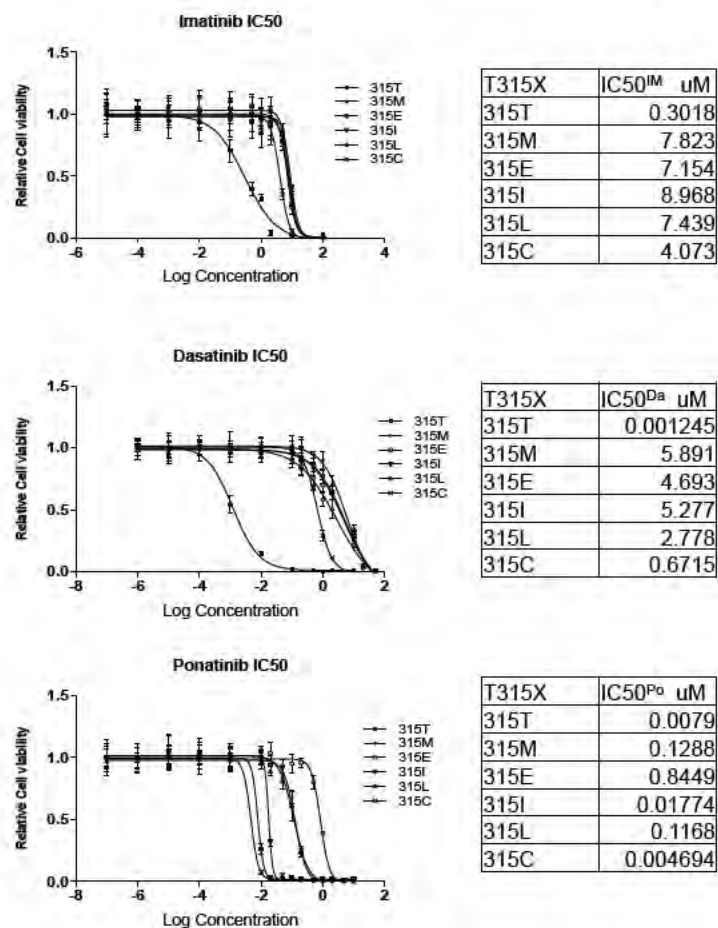 Imatinib IC50
Relative Cell viability
1.5
1.0
0.5
0.0
-8 -6 -4 -2 0 2 4
Log Concentration
315T
315M
315E
315I
315L
315C
T315X IC50ᴵᴹ uM
315T 0.3018
315M 7.823
315E 7.154
315I 8.968
315L 7.439
315C 4.073
Dasatinib IC50
Relative Cell Viability
1.5
1.0
0.5
0.0
-8 -6 -4 -2 0 2
Log Concentration
315T
315M
315E
315I
315L
315C
T315X IC50ᴰᵃ uM
315T 0.001245
315M 5.891
315E 4.693
315I 5.277
315L 2.778
315C 0.6715
Ponatinib IC50
Relative Cell viability
1.5
1.0
0.5
0.0
-8 -6 -4 -2 0 2
Log Concentration
315T
315M
315E
315I
315L
315C
T315X IC50ᴾᵒ uM
315T 0.0079
315M 0.1288
315E 0.8449
315I 0.01774
315L 0.1168
315C 0.004694